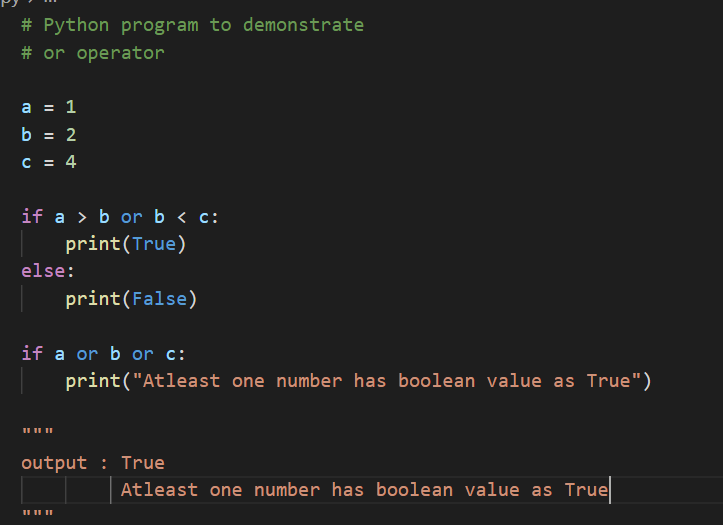 # Python program to demonstrate
# or operator
a = 1
b = 2
c = 4
if a > b or b < c:
print(True)
else:
print(False)
if a or b or c:
print("Atleast one number has boolean value as True")
"""
output : True
Atleast one number has boolean value as True
"""